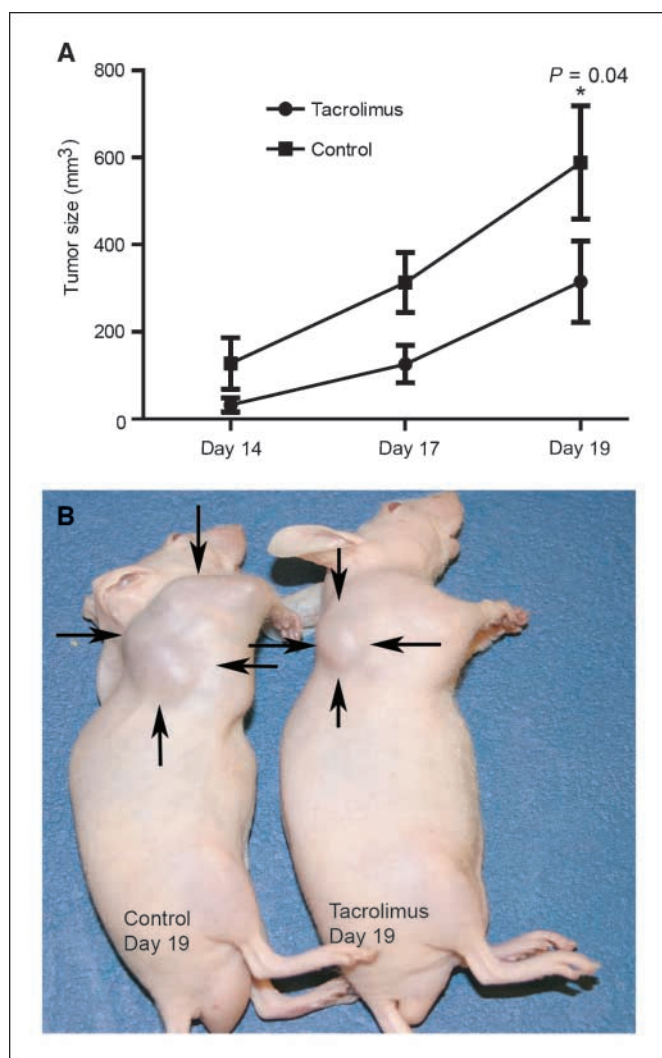 A
800
600
400
200
0
Tumor size (mm³)
Tacrolimus
Control
P = 0.04
*
Day 14
Day 17
Day 19
B
Control
Day 19
Tacrolimus
Day 19